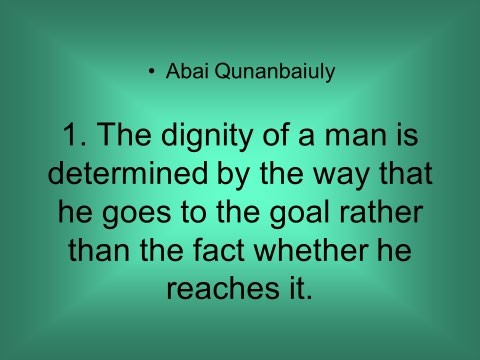 • Abai Qunanbaiuly
1. The dignity of a man is
determined by the way that
he goes to the goal rather
than the fact whether he
reaches it.